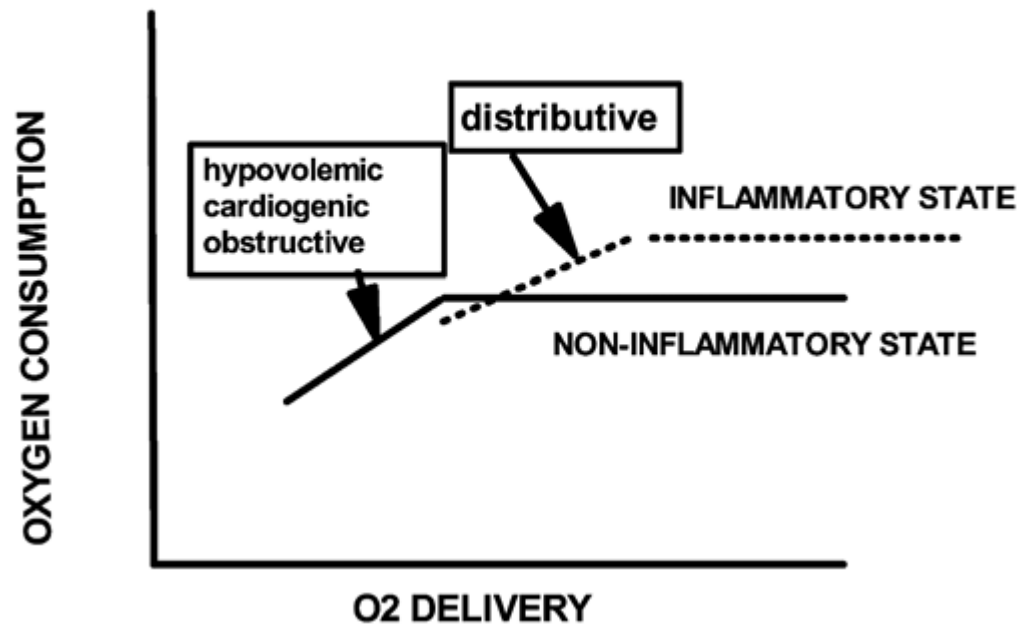 distributive
hypovolemic
cardiogenic
obstructive
INFLAMMATORY STATE
NON-INFLAMMATORY STATE
OXYGEN CONSUMPTION
O2 DELIVERY